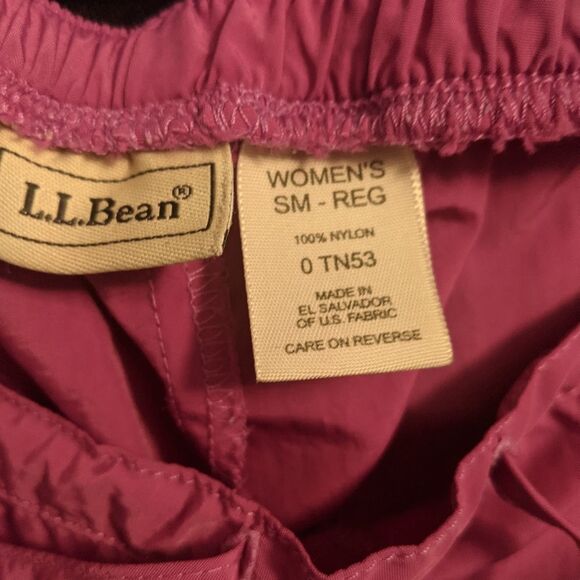 L.L.Bean®
WOMEN'S
SM - REG
100% NYLON
0 TN53
MADE IN
EL SALVADOR
OF U.S. FABRIC
CARE ON REVERSE